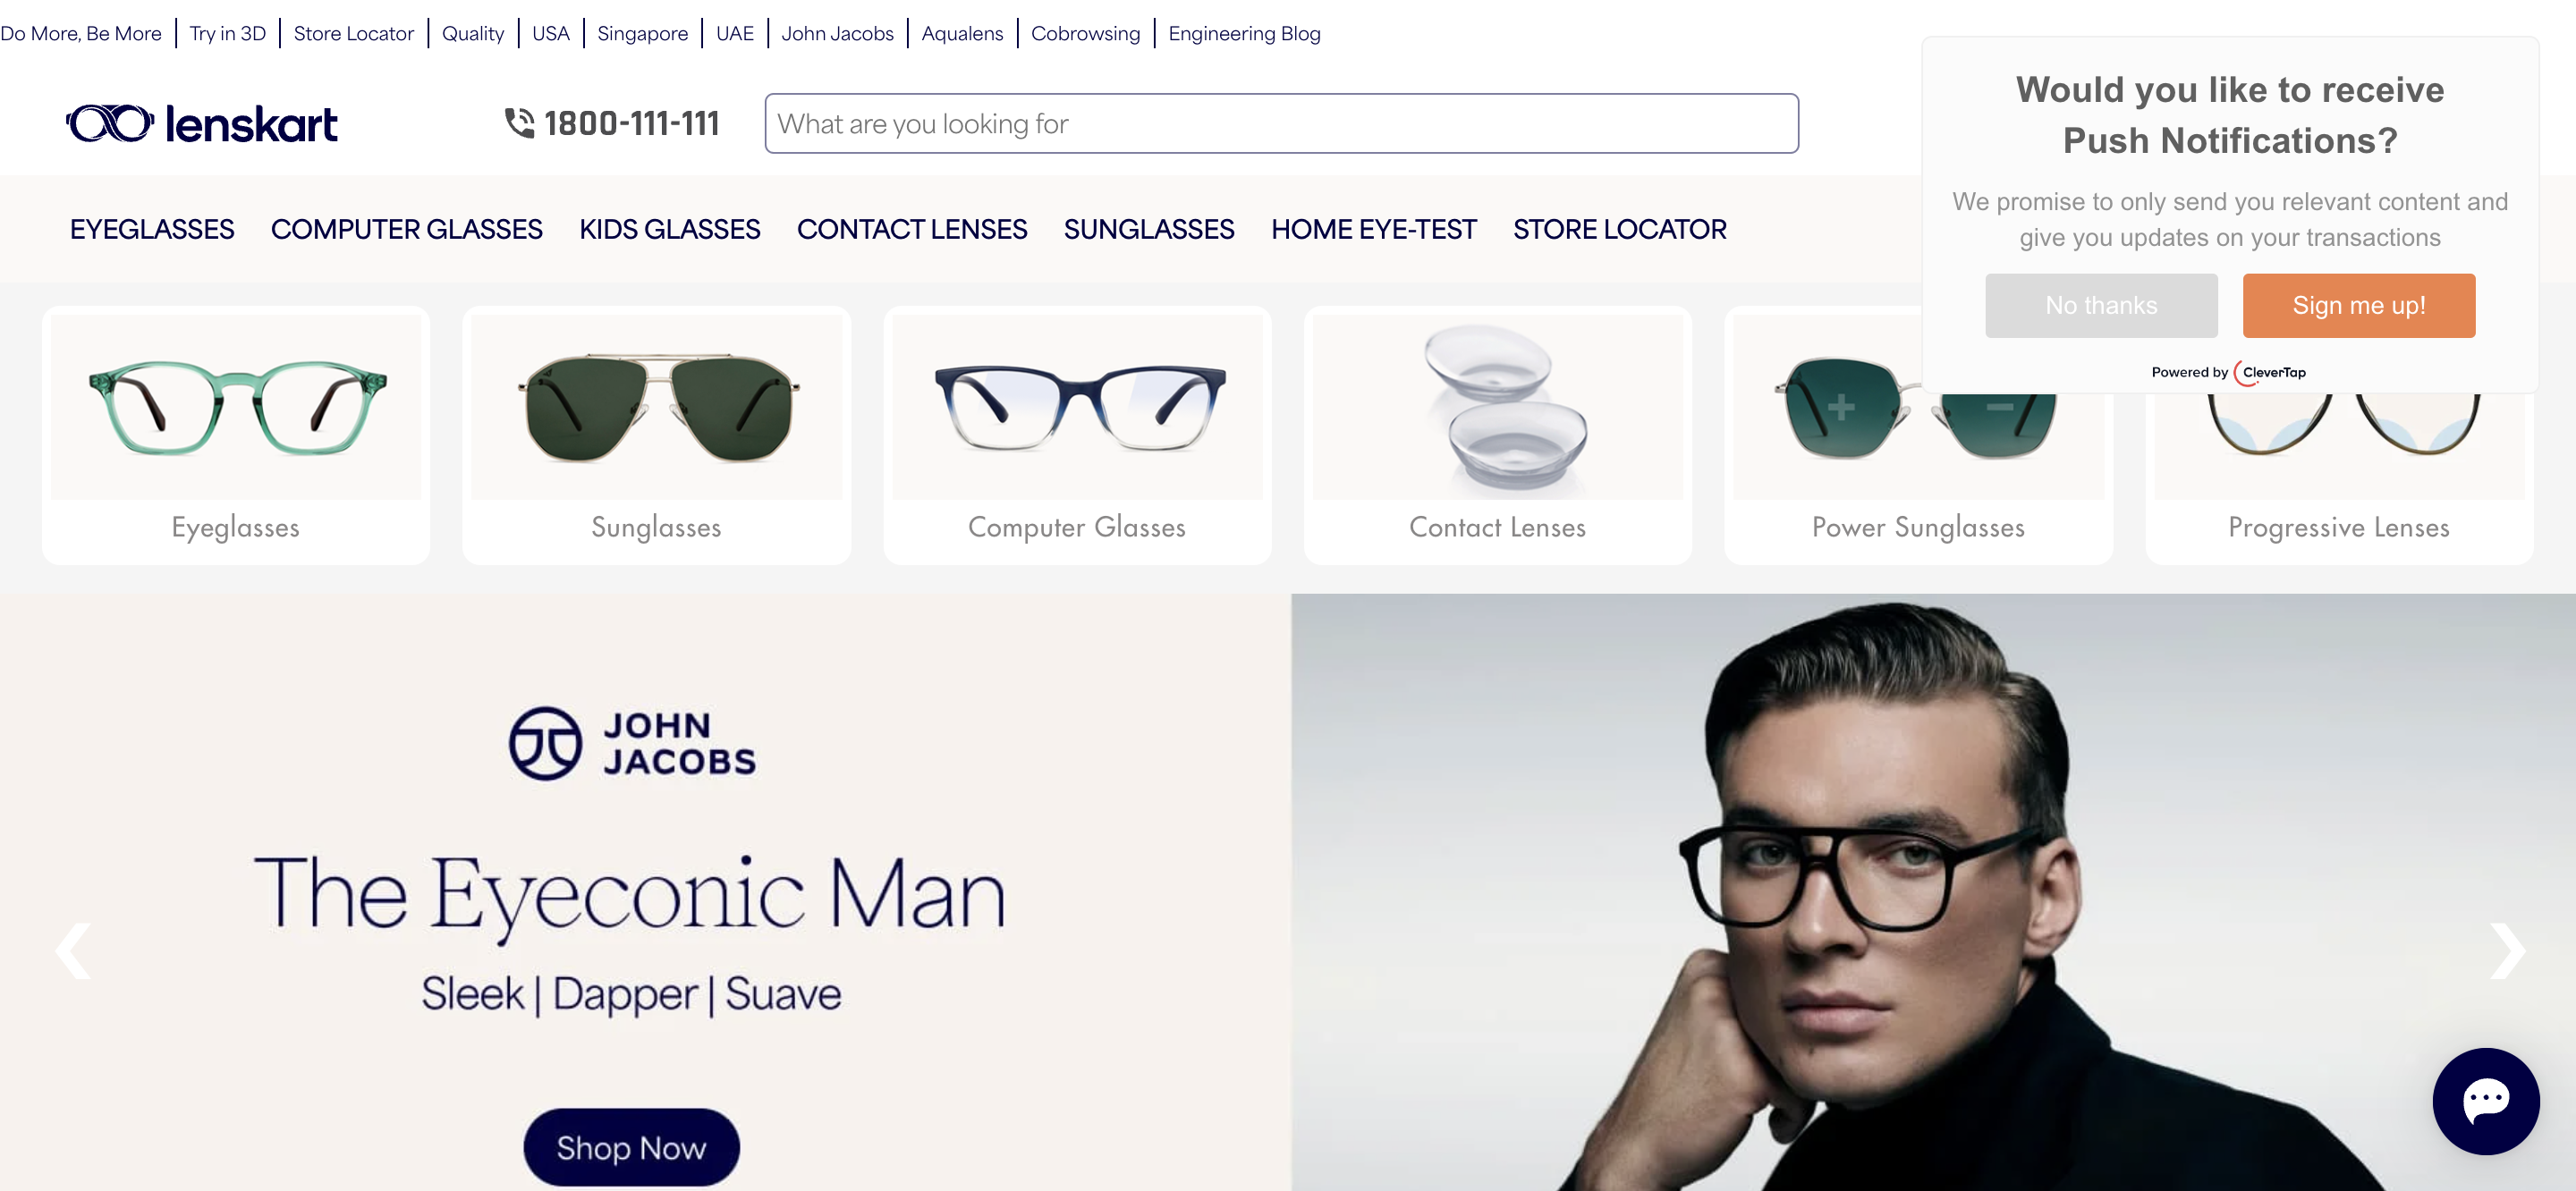 Do More, Be More | Try in 3D | Store Locator | Quality | USA | Singapore | UAE | John Jacobs | Aqualens | Cobrowsing | Engineering Blog
lenskart
1800-111-111
What are you looking for
Would you like to receive
Push Notifications?
We promise to only send you relevant content and
give you updates on your transactions
No thanks
Sign me up!
Powered by CleverTap
EYEGLASSES COMPUTER GLASSES KIDS GLASSES CONTACT LENSES SUNGLASSES HOME EYE-TEST STORE LOCATOR
Eyeglasses
Sunglasses
Computer Glasses
Contact Lenses
Power Sunglasses
Progressive Lenses
JOHN
JACOBS
The Eyeconic Man
Sleek | Dapper | Suave
Shop Now